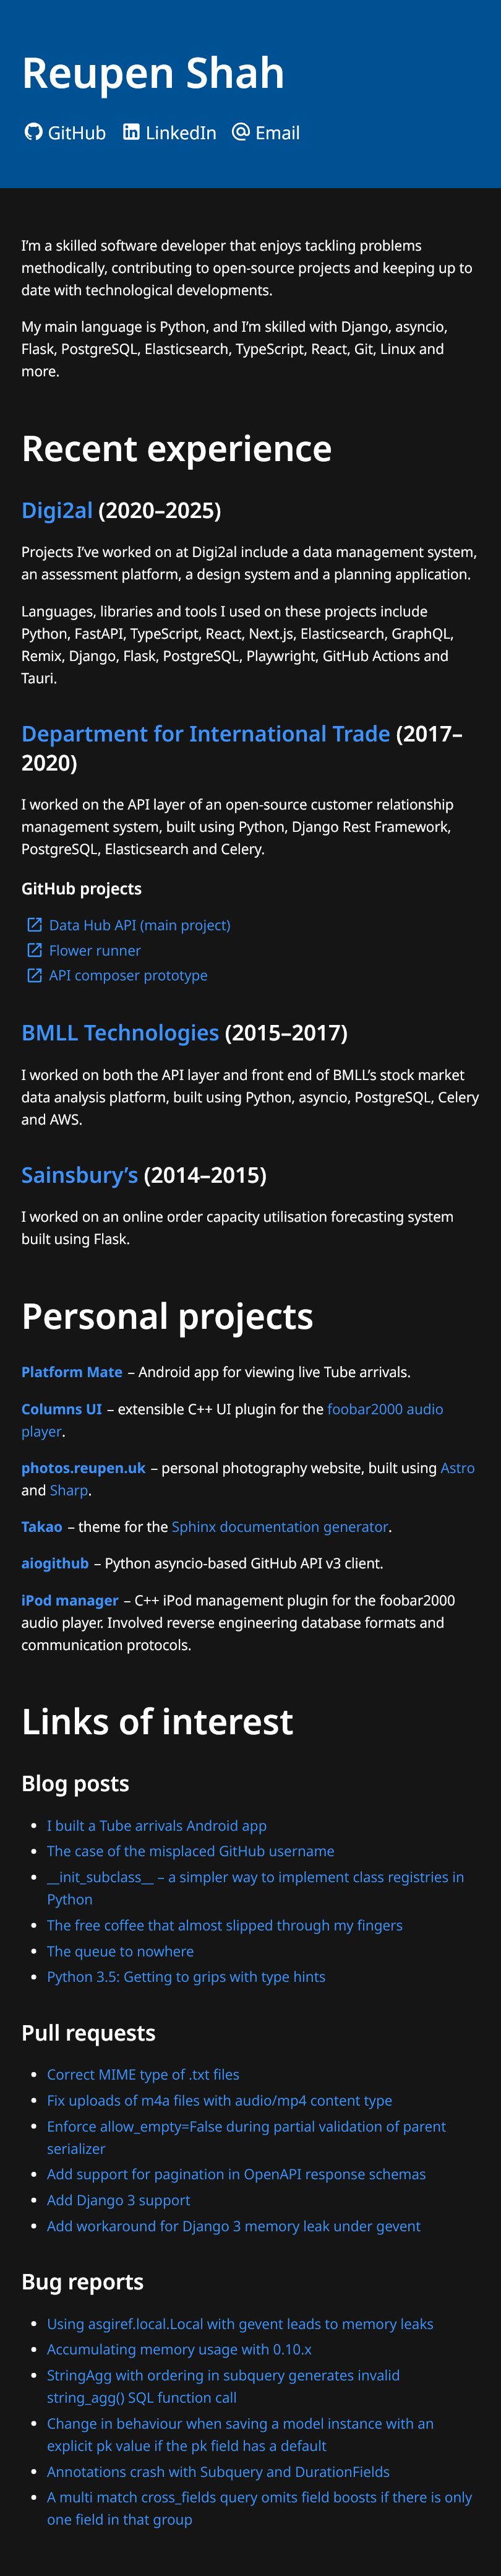 Reupen Shah
GitHub LinkedIn Email
I’m a skilled software developer that enjoys tackling problems
methodically, contributing to open-source projects and keeping up to
date with technological developments.
My main language is Python, and I’m skilled with Django, asyncio,
Flask, PostgreSQL, Elasticsearch, TypeScript, React, Git, Linux and
more.
Recent experience
Digi2al (2020–2025)
Projects I’ve worked on at Digi2al include a data management system,
an assessment platform, a design system and a planning application.
Languages, libraries and tools I used on these projects include
Python, FastAPI, TypeScript, React, Next.js, Elasticsearch, GraphQL,
Remix, Django, Flask, PostgreSQL, Playwright, GitHub Actions and
Tauri.
Department for International Trade (2017–
2020)
I worked on the API layer of an open-source customer relationship
management system, built using Python, Django Rest Framework,
PostgreSQL, Elasticsearch and Celery.
GitHub projects
Data Hub API (main project)
Flower runner
API composer prototype
BMLL Technologies (2015–2017)
I worked on both the API layer and front end of BMLL’s stock market
data analysis platform, built using Python, asyncio, PostgreSQL, Celery
and AWS.
Sainsbury’s (2014–2015)
I worked on an online order capacity utilisation forecasting system
built using Flask.
Personal projects
Platform Mate – Android app for viewing live Tube arrivals.
Columns UI – extensible C++ UI plugin for the foobar2000 audio
player.
photos.reupen.uk – personal photography website, built using Astro
and Sharp.
Takao – theme for the Sphinx documentation generator.
aiogithub – Python asyncio-based GitHub API v3 client.
iPod manager – C++ iPod management plugin for the foobar2000
audio player. Involved reverse engineering database formats and
communication protocols.
Links of interest
Blog posts
• I built a Tube arrivals Android app
• The case of the misplaced GitHub username
• __init_subclass__ – a simpler way to implement class registries in
Python
• The free coffee that almost slipped through my fingers
• The queue to nowhere
• Python 3.5: Getting to grips with type hints
Pull requests
• Correct MIME type of .txt files
• Fix uploads of m4a files with audio/mp4 content type
• Enforce allow_empty=False during partial validation of parent
serializer
• Add support for pagination in OpenAPI response schemas
• Add Django 3 support
• Add workaround for Django 3 memory leak under gevent
Bug reports
• Using asgiref.local.Local with gevent leads to memory leaks
• Accumulating memory usage with 0.10.x
• StringAgg with ordering in subquery generates invalid
string_agg() SQL function call
• Change in behaviour when saving a model instance with an
explicit pk value if the pk field has a default
• Annotations crash with Subquery and DurationFields
• A multi match cross_fields query omits field boosts if there is only
one field in that group